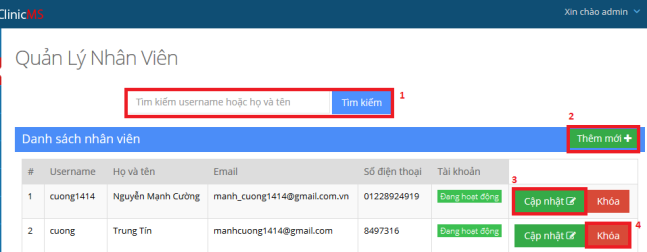 ClinicMS
Xin chào admin
Quản Lý Nhân Viên
Tìm kiếm username hoặc họ và tên
Tìm kiếm
1
2
Danh sách nhân viên
Thêm mới +
# Username Họ và tên Email Số điện thoại Tài khoản
3
1 cuong1414 Nguyễn Mạnh Cường manh_cuong1414@gmail.com.vn 01228924919 Đang hoạt động Cập nhật Khóa
4
2 cuong Trung Tín manhcuong1414@gmail.com 8497316 Đang hoạt động Cập nhật Khóa